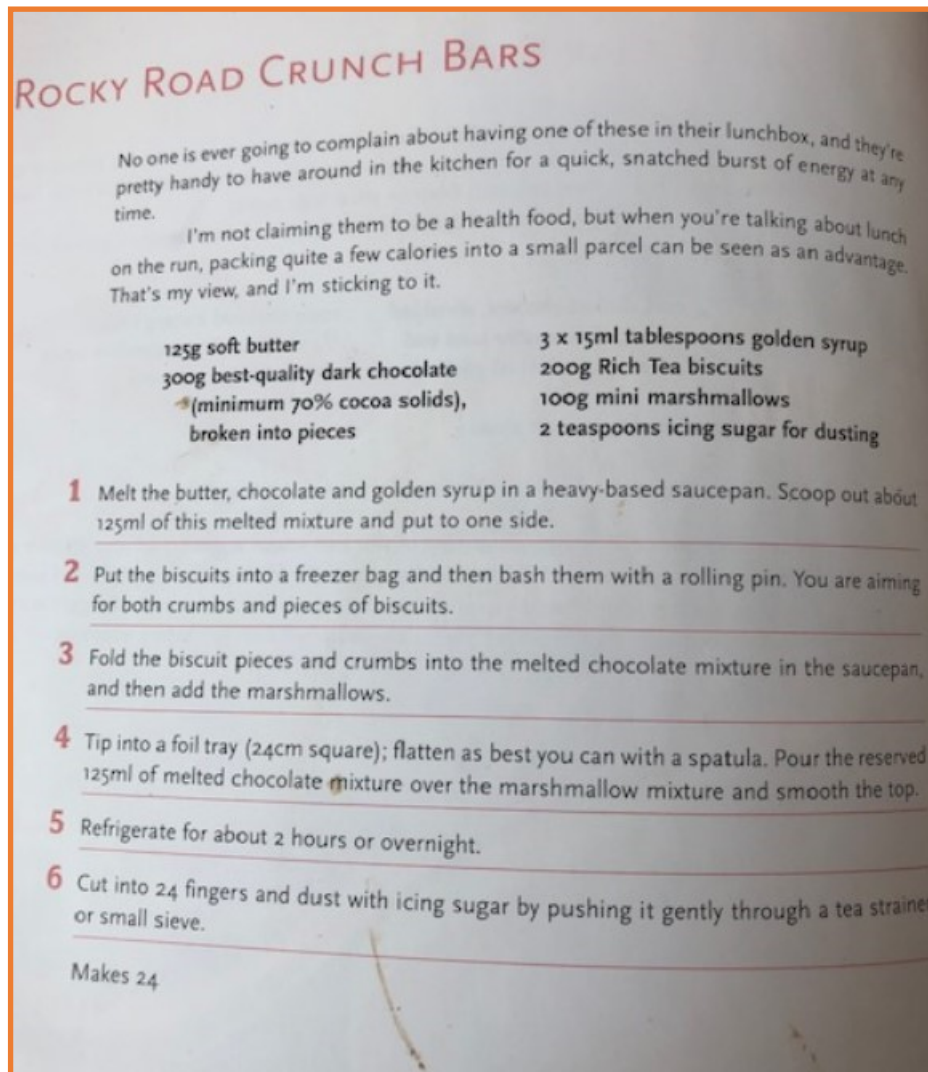 ROCKY ROAD CRUNCH BARS
No one is ever going to complain about having one of these in their lunchbox, and they're
pretty handy to have around in the kitchen for a quick, snatched burst of energy at any
time.
I'm not claiming them to be a health food, but when you're talking about lunch
on the run, packing quite a few calories into a small parcel can be seen as an advantage.
That's my view, and I'm sticking to it.
125g soft butter
300g best-quality dark chocolate
(minimum 70% cocoa solids),
broken into pieces
3 x 15ml tablespoons golden syrup
200g Rich Tea biscuits
100g mini marshmallows
2 teaspoons icing sugar for dusting
1 Melt the butter, chocolate and golden syrup in a heavy-based saucepan. Scoop out about
125ml of this melted mixture and put to one side.
2 Put the biscuits into a freezer bag and then bash them with a rolling pin. You are aiming
for both crumbs and pieces of biscuits.
3 Fold the biscuit pieces and crumbs into the melted chocolate mixture in the saucepan,
and then add the marshmallows.
4 Tip into a foil tray (24cm square); flatten as best you can with a spatula. Pour the reserved
125ml of melted chocolate mixture over the marshmallow mixture and smooth the top.
5 Refrigerate for about 2 hours or overnight.
6 Cut into 24 fingers and dust with icing sugar by pushing it gently through a tea strainer
or small sieve.
Makes 24